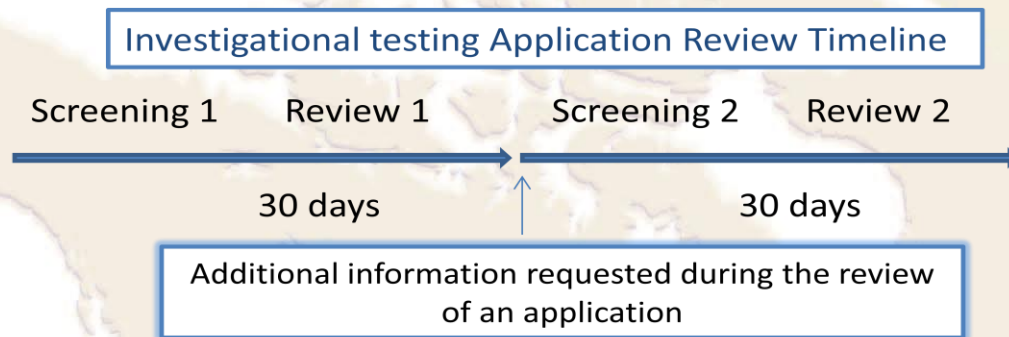 Investigational testing Application Review Timeline
Screening 1 Review 1 Screening 2 Review 2
30 days 30 days
Additional information requested during the review
of an application